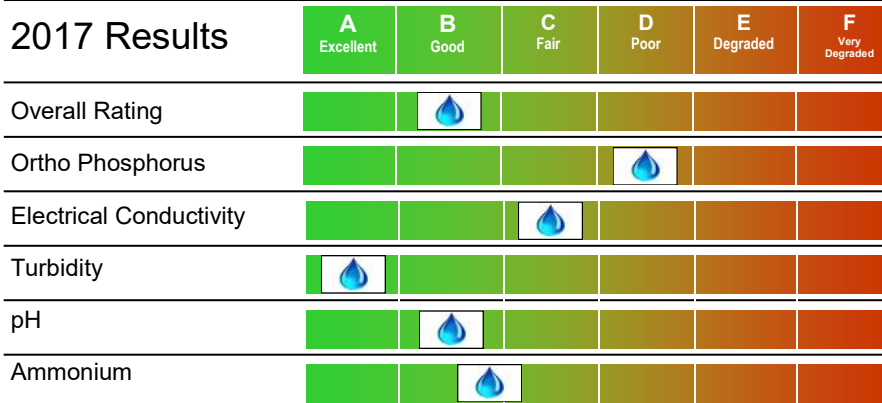 2017 Results
A B C D E F
Excellent Good Fair Poor Degraded Very Degraded
Overall Rating
Ortho Phosphorus
Electrical Conductivity
Turbidity
pH
Ammonium